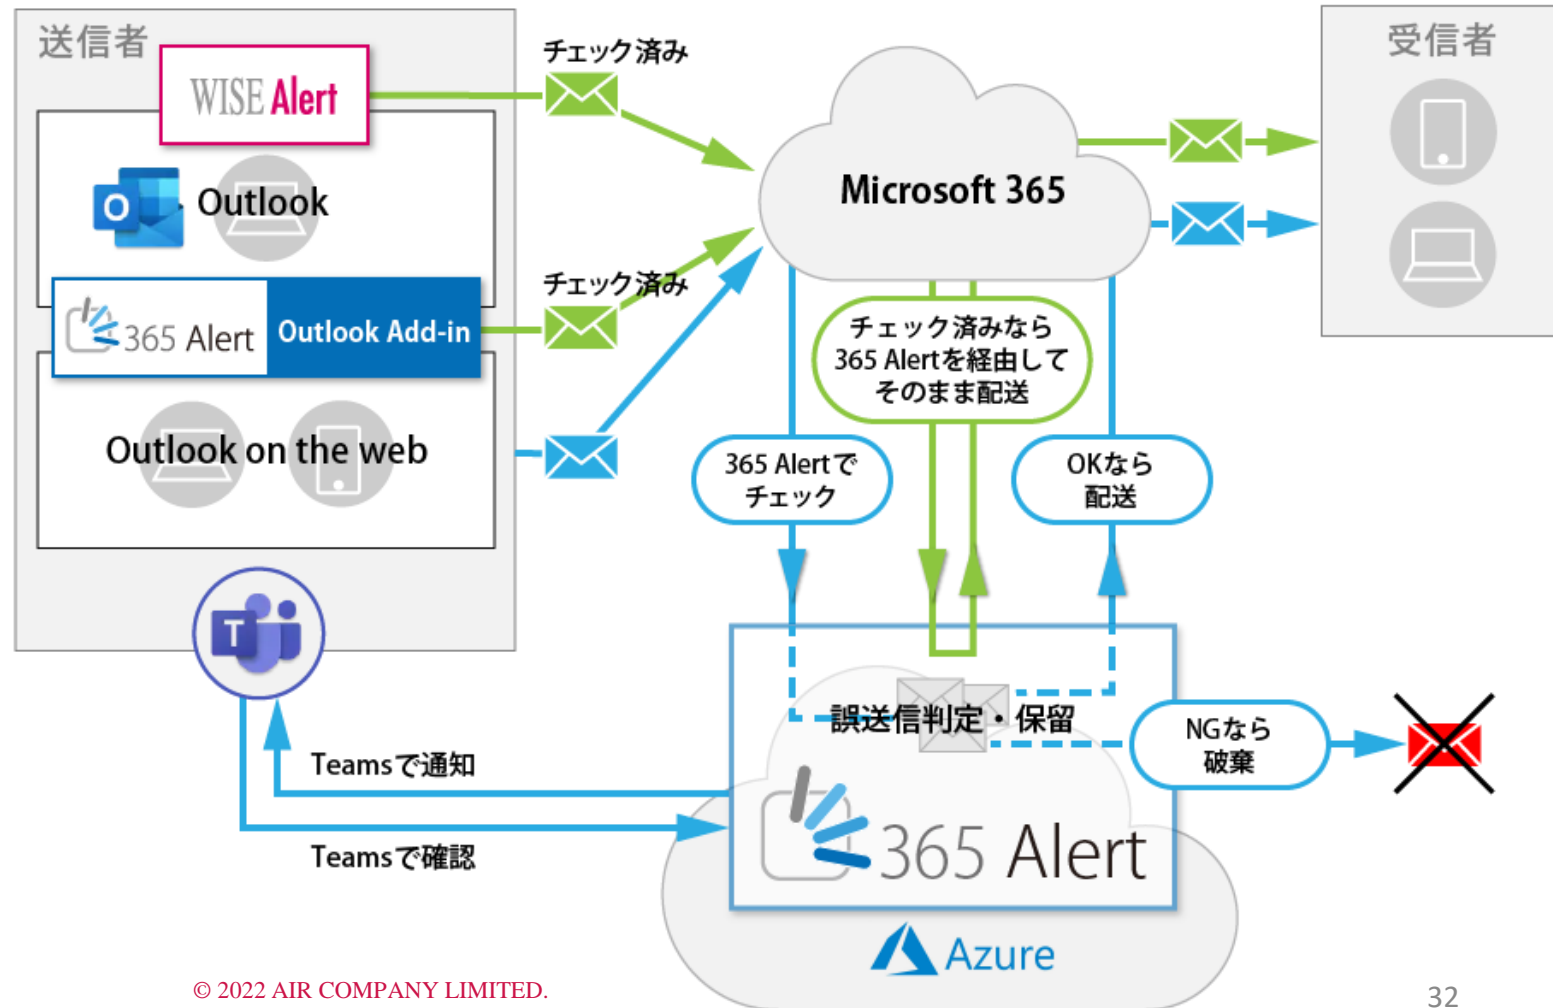 送信者
WISE Alert
Outlook
365 Alert
Outlook Add-in
Outlook on the web
チェック済み
チェック済み
Microsoft 365
受信者
チェック済みなら
365 Alertを経由して
そのまま配送
365 Alertで
チェック
OKなら
配送
誤送信判定・保留
NGなら
破棄
Teamsで通知
Teamsで確認
365 Alert
Azure
© 2022 AIR COMPANY LIMITED.
32